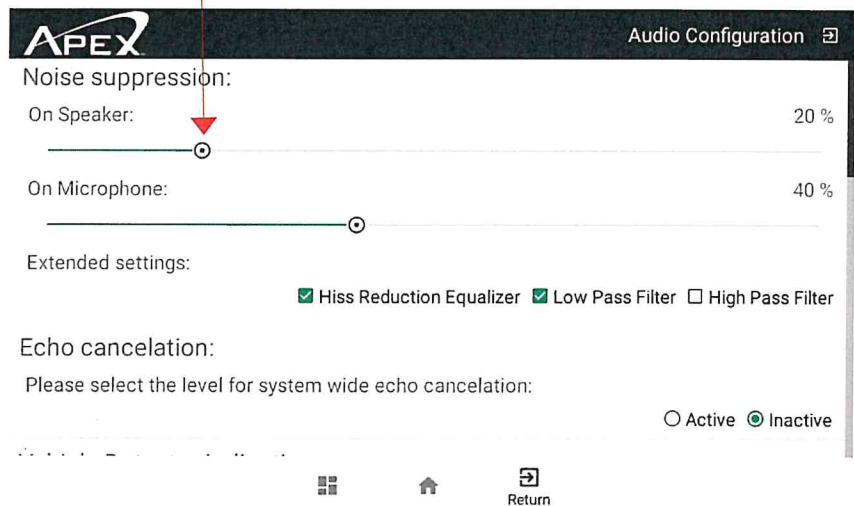 APEX
Audio Configuration
Noise suppression:
On Speaker:
20 %
On Microphone:
40 %
Extended settings:
Hiss Reduction Equalizer Low Pass Filter High Pass Filter
Echo cancelation:
Please select the level for system wide echo cancelation:
Active Inactive
Return